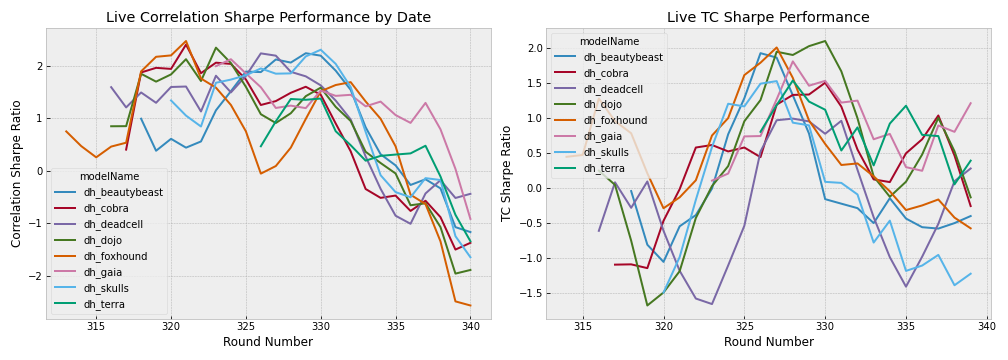 Live Correlation Sharpe Performance by Date
Correlation Sharpe Ratio
2
1
0
−1
−2
modelName
dh_beautybeast
dh_cobra
dh_deadcell
dh_dojo
dh_foxhound
dh_gaia
dh_skulls
dh_terra
315
320
325
330
335
340
Round Number
Live TC Sharpe Performance
TC Sharpe Ratio
2.0
1.5
1.0
0.5
0.0
−0.5
−1.0
−1.5
modelName
dh_beautybeast
dh_cobra
dh_deadcell
dh_dojo
dh_foxhound
dh_gaia
dh_skulls
dh_terra
315
320
325
330
335
340
Round Number